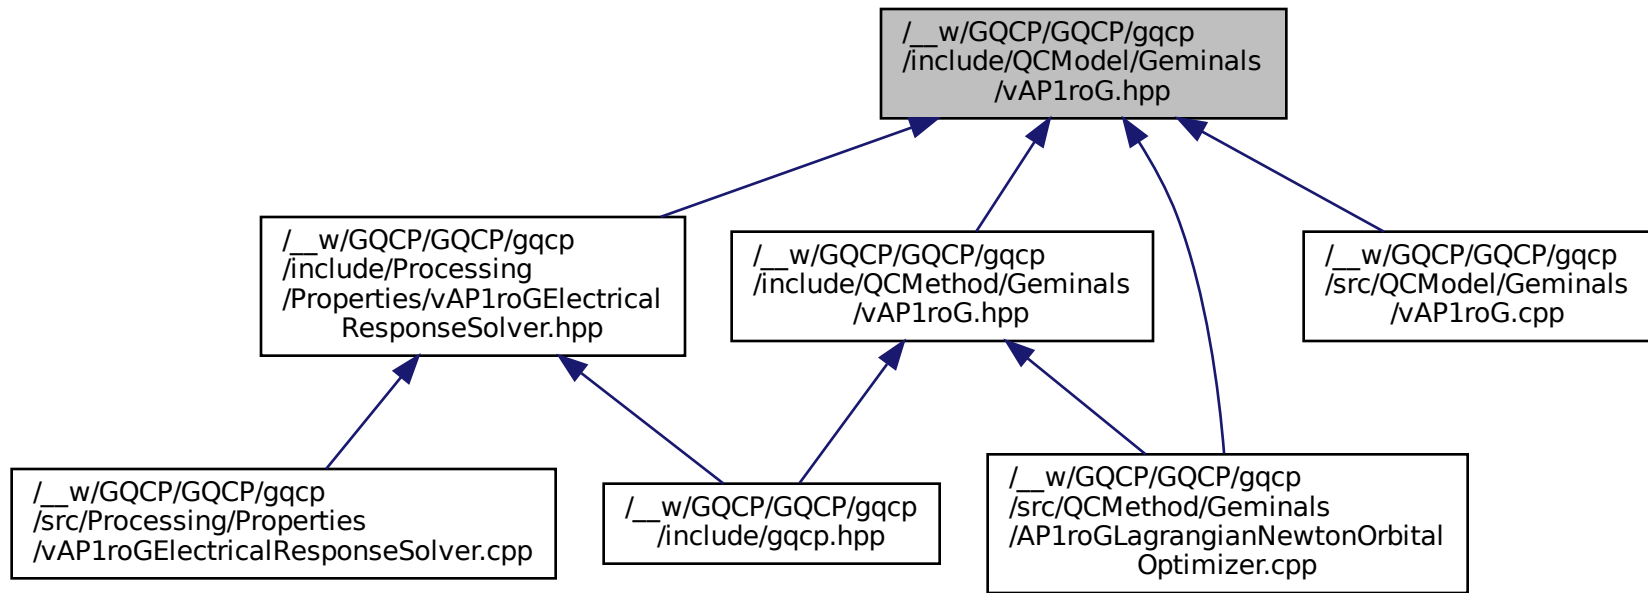 /__w/GQCP/GQCP/gqcp
/include/QCModel/Geminals
/vAP1roG.hpp
/__w/GQCP/GQCP/gqcp
/include/Processing
/Properties/vAP1roGElectrical
ResponseSolver.hpp
/__w/GQCP/GQCP/gqcp
/include/QCMethod/Geminals
/vAP1roG.hpp
/__w/GQCP/GQCP/gqcp
/src/QCModel/Geminals
/vAP1roG.cpp
/__w/GQCP/GQCP/gqcp
/src/Processing/Properties
/vAP1roGElectricalResponseSolver.cpp
/__w/GQCP/GQCP/gqcp
/include/gqcp.hpp
/__w/GQCP/GQCP/gqcp
/src/QCMethod/Geminals
/AP1roGLagrangianNewtonOrbital
Optimizer.cpp